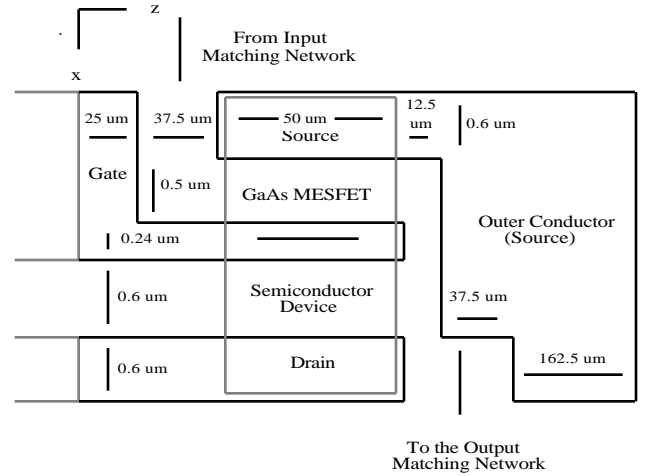 z
From Input
Matching Network
x
25 um
37.5 um
50 um
12.5
um
0.6 um
Source
Gate
0.5 um
GaAs MESFET
Outer Conductor
(Source)
0.24 um
Semiconductor
Device
0.6 um
37.5 um
Drain
0.6 um
162.5 um
To the Output
Matching Network